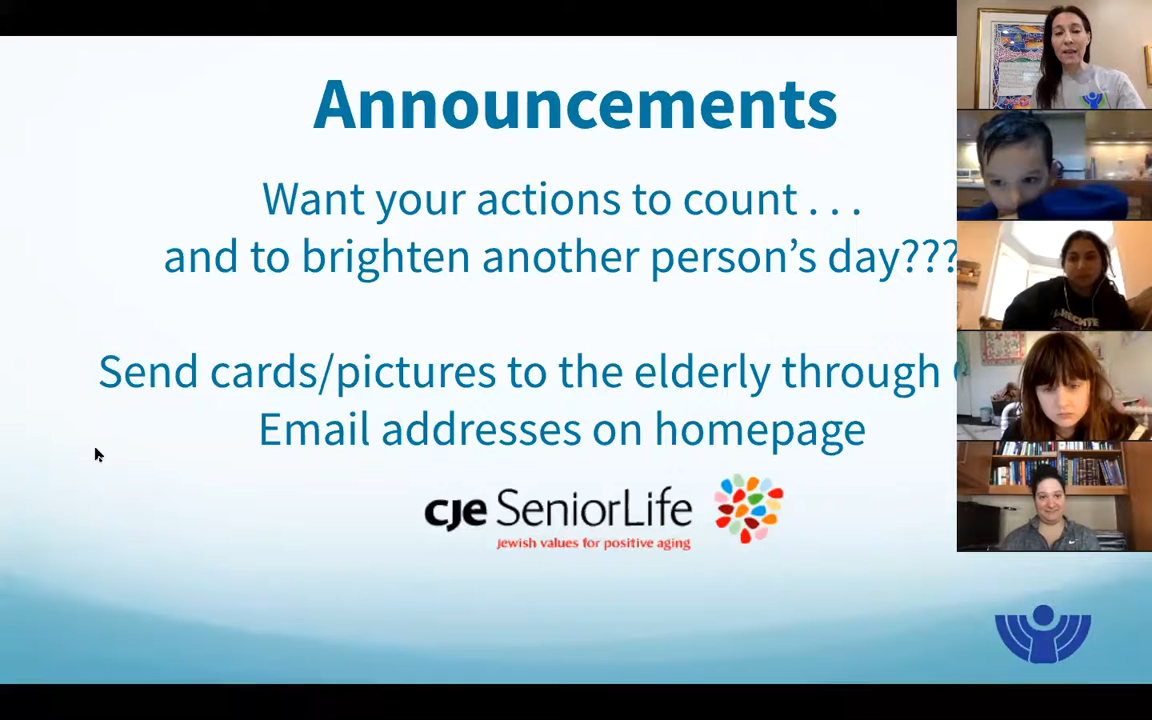 Announcements
Want your actions to count . . .
and to brighten another person's day???
Send cards/pictures to the elderly through
Email addresses on homepage
cje SeniorLife
Jewish values for positive aging